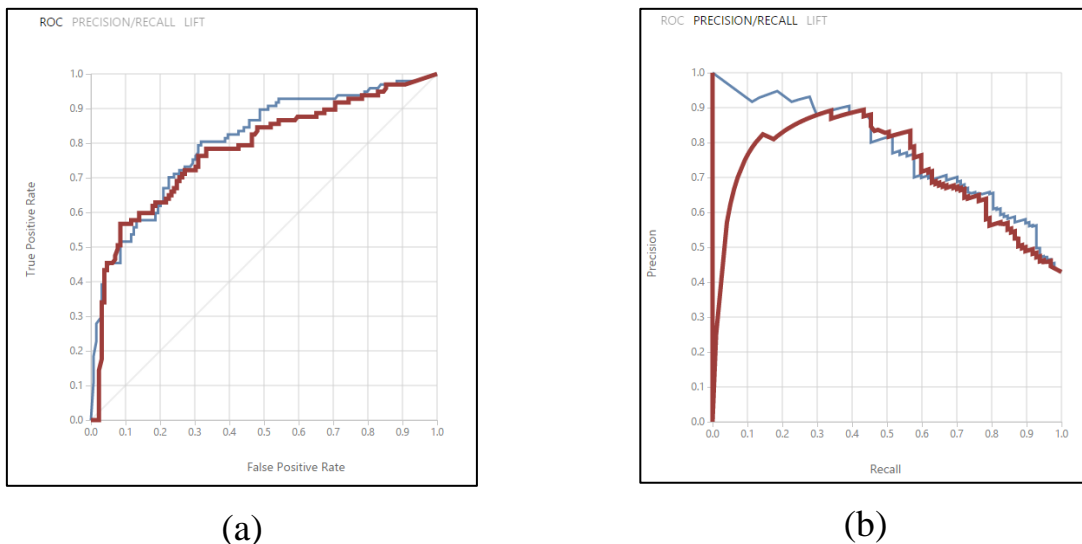 ROC PRECISION/RECALL LIFT
1.0
0.9
0.8
0.7
0.6
0.5
0.4
0.3
0.2
0.1
0.0
0.0 0.1 0.2 0.3 0.4 0.5 0.6 0.7 0.8 0.9 1.0
True Positive Rate
False Positive Rate
(a)
ROC PRECISION/RECALL LIFT
1.0
0.9
0.8
0.7
0.6
0.5
0.4
0.3
0.2
0.1
0.0
0.0 0.1 0.2 0.3 0.4 0.5 0.6 0.7 0.8 0.9 1.0
Precision
Recall
(b)